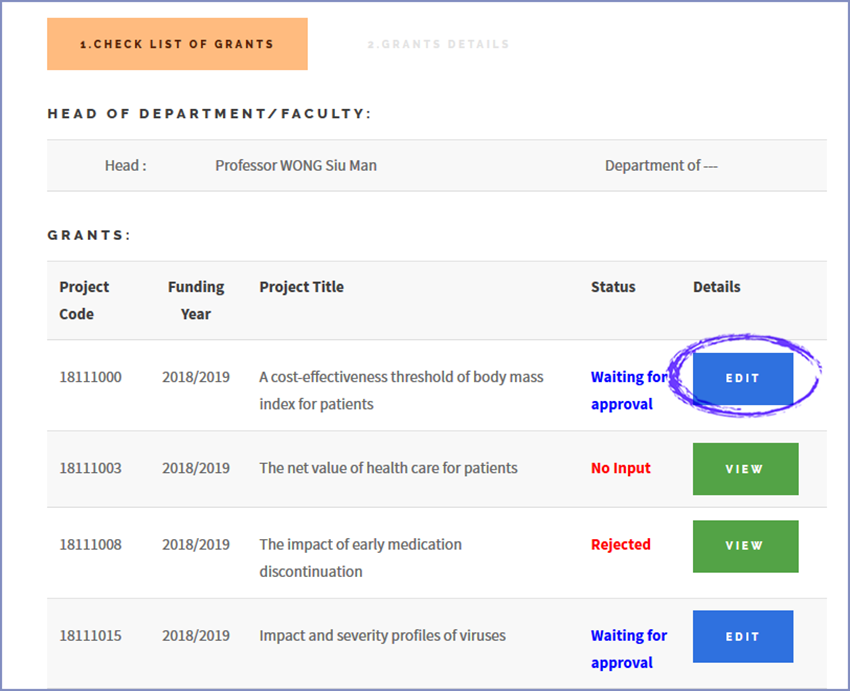 1.CHECK LIST OF GRANTS 2.GRANTS DETAILS
HEAD OF DEPARTMENT/FACULTY:
Head : Professor WONG Siu Man Department of ---
GRANTS:
Project Code Funding Year Project Title Status Details
18111000 2018/2019 A cost-effectiveness threshold of body mass Waiting for EDIT
index for patients approval
18111003 2018/2019 The net value of health care for patients No Input VIEW
18111008 2018/2019 The impact of early medication Rejected VIEW
discontinuation
18111015 2018/2019 Impact and severity profiles of viruses Waiting for EDIT
approval